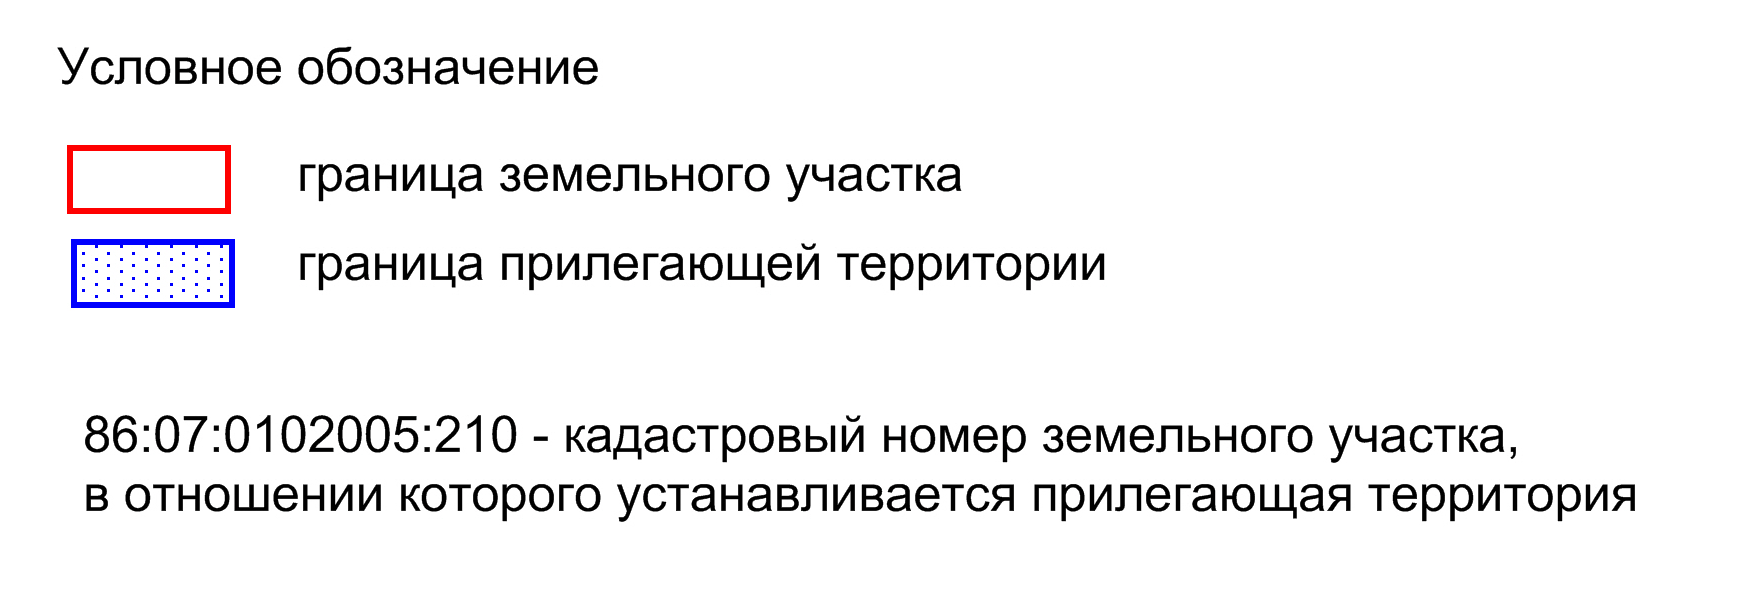 Условное обозначение
граница земельного участка
граница прилегающей территории
86:07:0102005:210 - кадастровый номер земельного участка,
в отношении которого устанавливается прилегающая территория